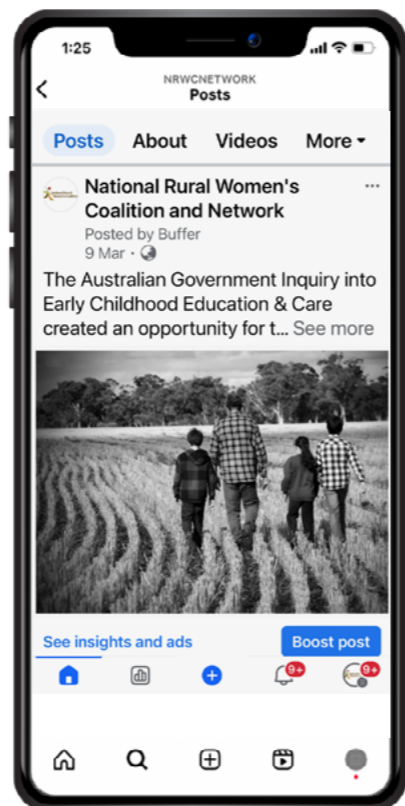 1:25
NRWCNETWORK
Posts
Posts About Videos More
National Rural Women's
Coalition and Network
Posted by Buffer
9 Mar ·
The Australian Government Inquiry into
Early Childhood Education & Care
created an opportunity for t... See more
See insights and ads
Boost post
9+ 9+